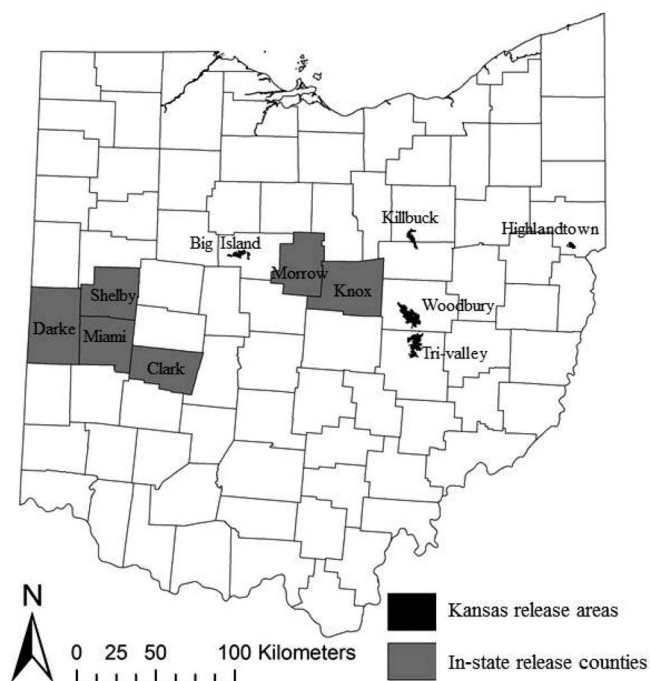 Killbuck
Highlandtown
Big Island
Morrow
Knox
Shelby
Woodbury
Darke
Miami
Tri-valley
Clark
N
Kansas release areas
0 25 50 100 Kilometers
In-state release counties